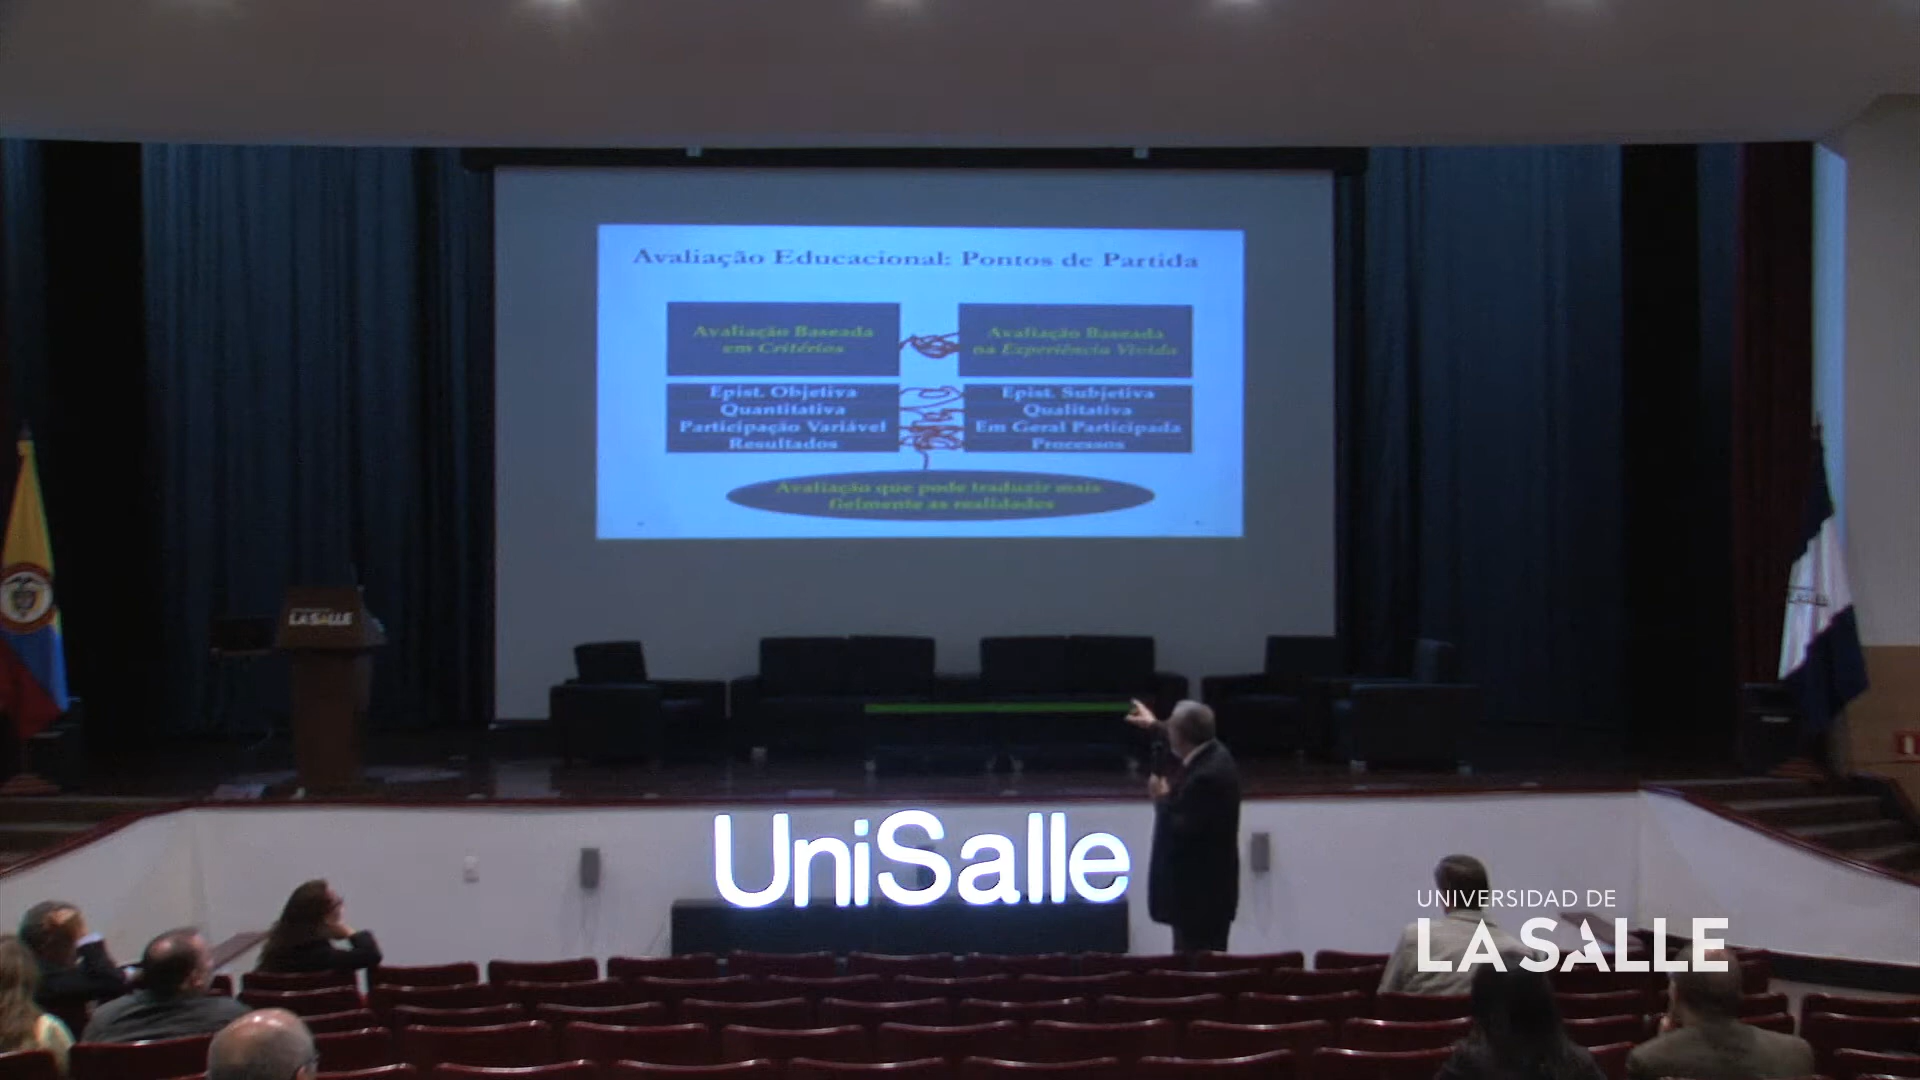 Avaliação Educacional: Pontos de Partida
Avaliação Baseada
em Critérios
Avaliação Baseada
na Experiência Vivida
Epist. Objetiva
Quantitativa
Participação Variável
Resultados
Epist. Subjetiva
Qualitativa
Em Geral Participada
Processos
Avaliação que pode traduzir mais
fielmente as realidades
LA SALLE
UniSalle
UNIVERSIDAD DE
LA SALLE